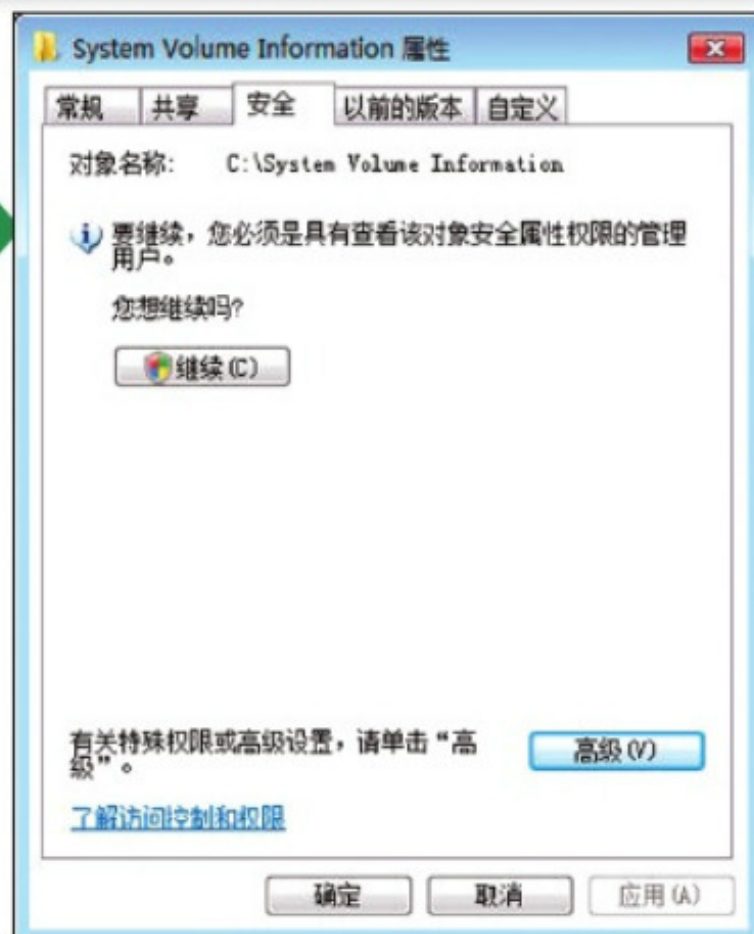 System Volume Information 属性
常规 共享 安全 以前的版本 自定义
对象名称: C:\System Volume Information
要继续，您必须是具有查看该对象安全属性权限的管理
用户。
您想继续吗?
继续(C)
有关特殊权限或高级设置，请单击“高
级”。
高级(V)
了解访问控制和权限
确定 取消 应用(A)